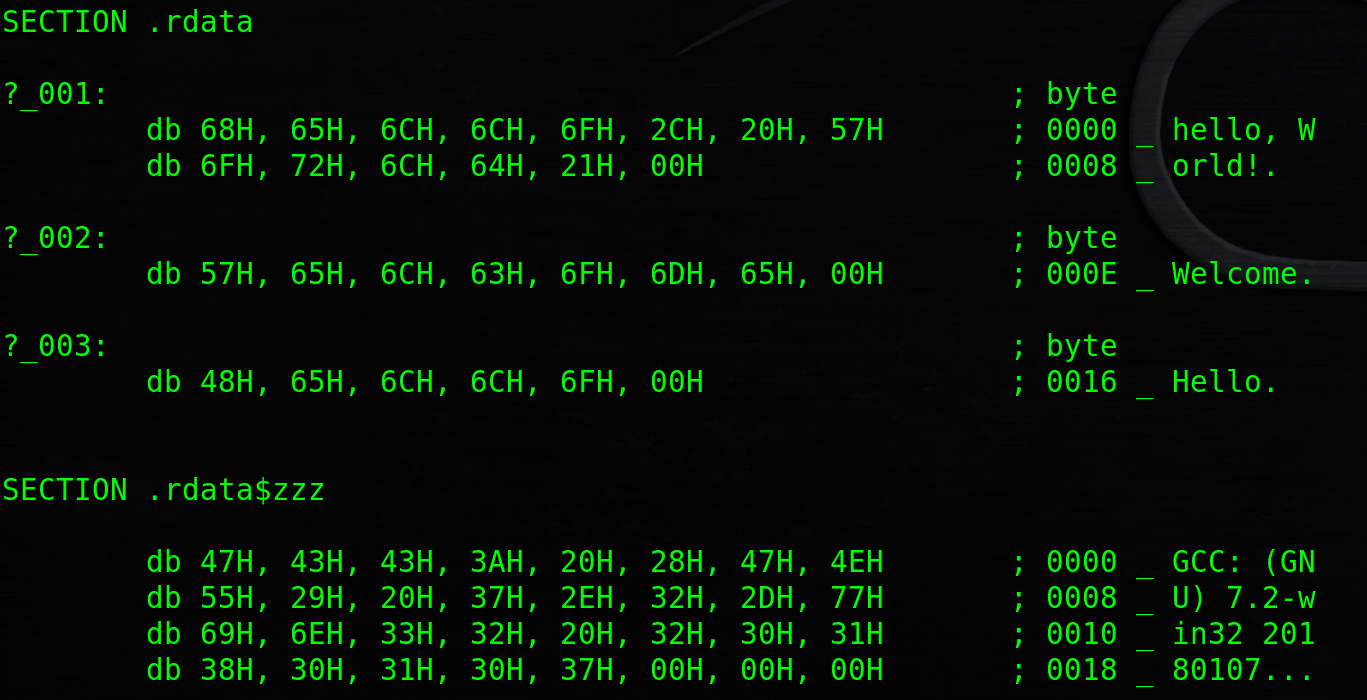 SECTION .rdata
?_001: ; byte
db 68H, 65H, 6CH, 6CH, 6FH, 2CH, 20H, 57H ; 0000 _ hello, W
db 6FH, 72H, 6CH, 64H, 21H, 00H ; 0008 _ orld!.
?_002: ; byte
db 57H, 65H, 6CH, 63H, 6FH, 6DH, 65H, 00H ; 000E _ Welcome.
?_003: ; byte
db 48H, 65H, 6CH, 6CH, 6FH, 00H ; 0016 _ Hello.
SECTION .rdata$zzz
db 47H, 43H, 43H, 3AH, 20H, 28H, 47H, 4EH ; 0000 _ GCC: (GN
db 55H, 29H, 20H, 37H, 2EH, 32H, 2DH, 77H ; 0008 _ U) 7.2-w
db 69H, 6EH, 33H, 32H, 20H, 32H, 30H, 31H ; 0010 _ in32 201
db 38H, 30H, 31H, 30H, 37H, 00H, 00H, 00H ; 0018 _ 80107...